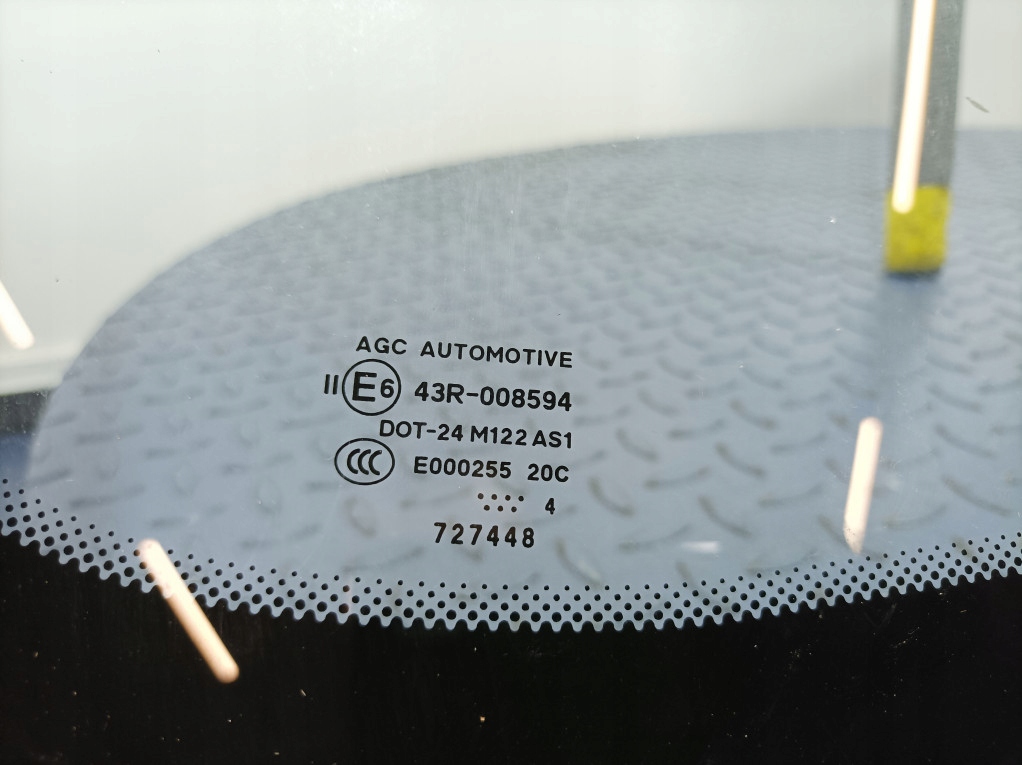 AGC AUTOMOTIVE
II E6 43R-008594
DOT-24 M122 AS1
CCC E000255 20C
4
727448